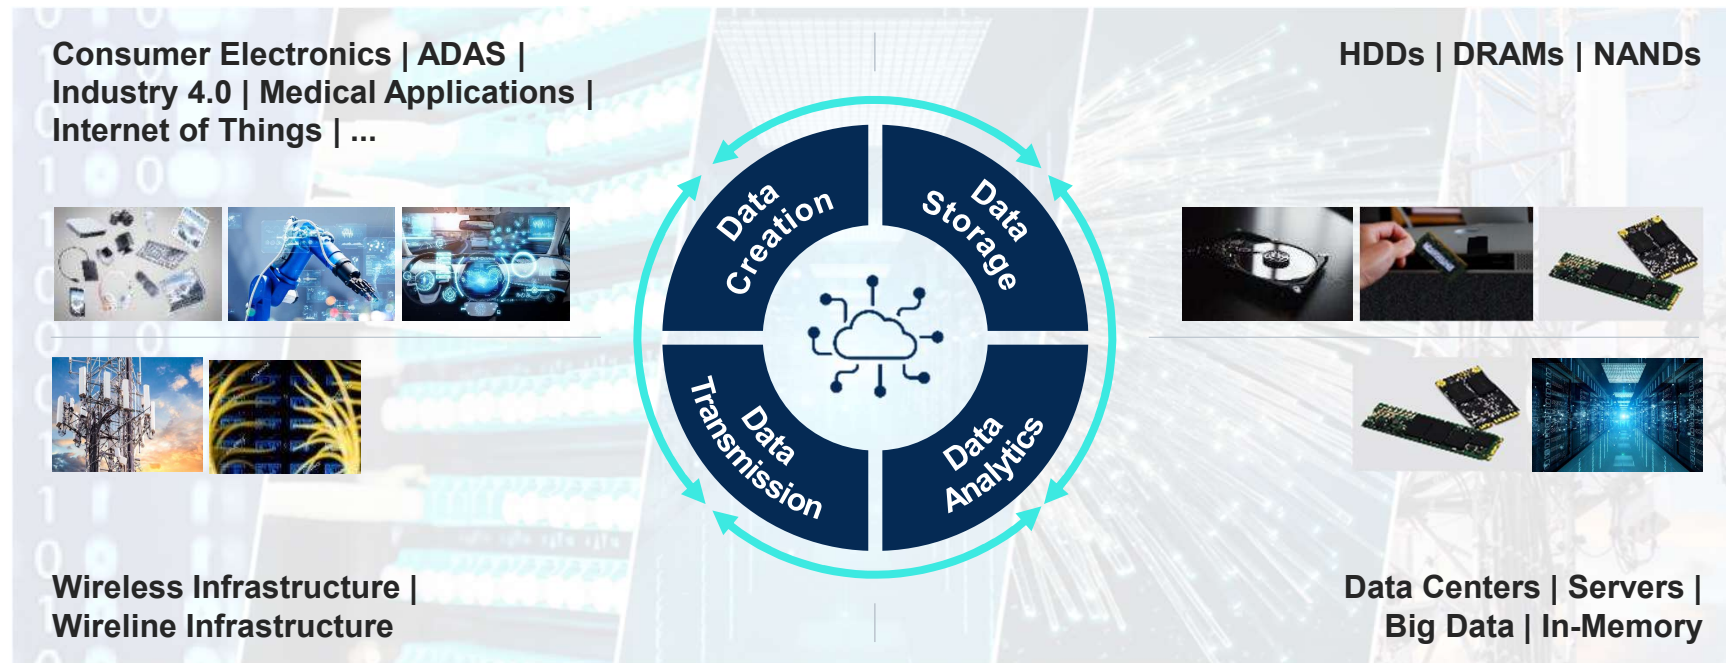 Consumer Electronics | ADAS |
Industry 4.0 | Medical Applications |
Internet of Things | ...
HDDs | DRAMs | NANDs
Data
Creation
Data
Storage
Data
Transmission
Data
Analytics
Wireless Infrastructure |
Wireline Infrastructure
Data Centers | Servers |
Big Data | In-Memory